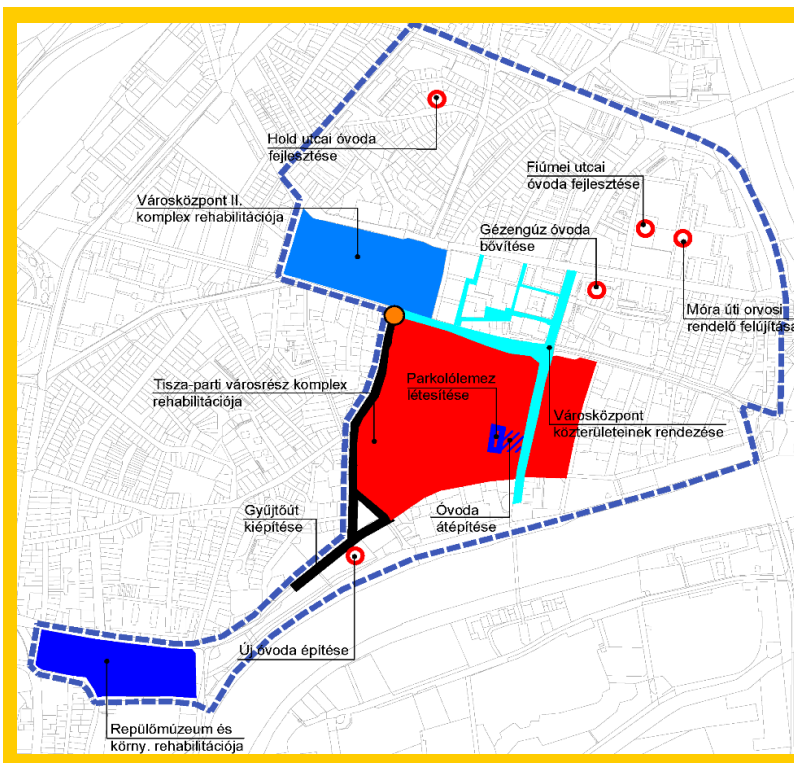 Hold utcai óvoda
fejlesztése
Fiúmei utcai
óvoda fejlesztése
Városközpont II.
komplex rehabilitációja
Gézengúz óvoda
bővítése
Móra úti orvosi
rendelő felújítása
Tisza-parti városrész komplex
rehabilitációja
Parkolólemez
létesítése
Városközpont
közterületeinek rendezése
Gyűjtőút
kiépítése
Óvoda
átépítése
Új óvoda építése
Repülőmúzeum és
körny. rehabilitációja